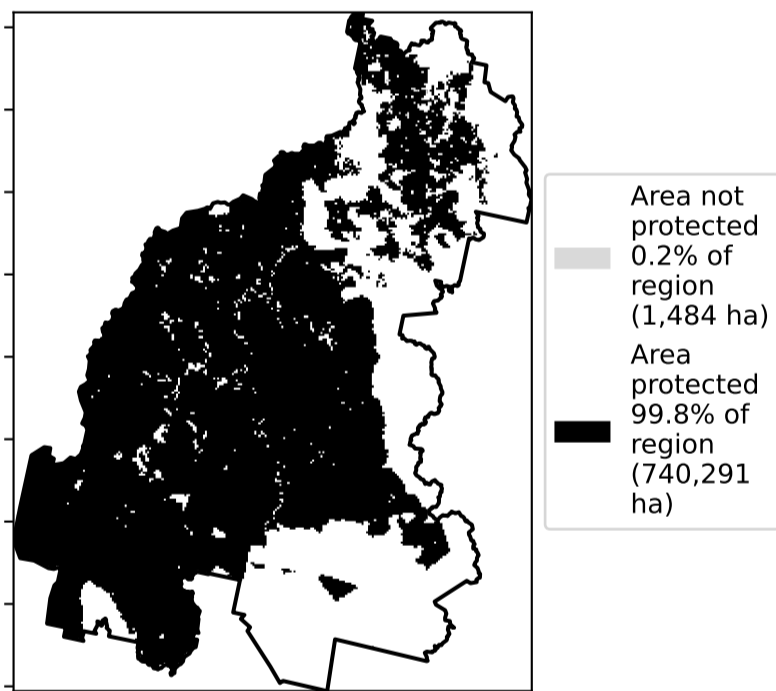 Area not
protected
0.2% of
region
(1,484 ha)
Area
protected
99.8% of
region
(740,291
ha)